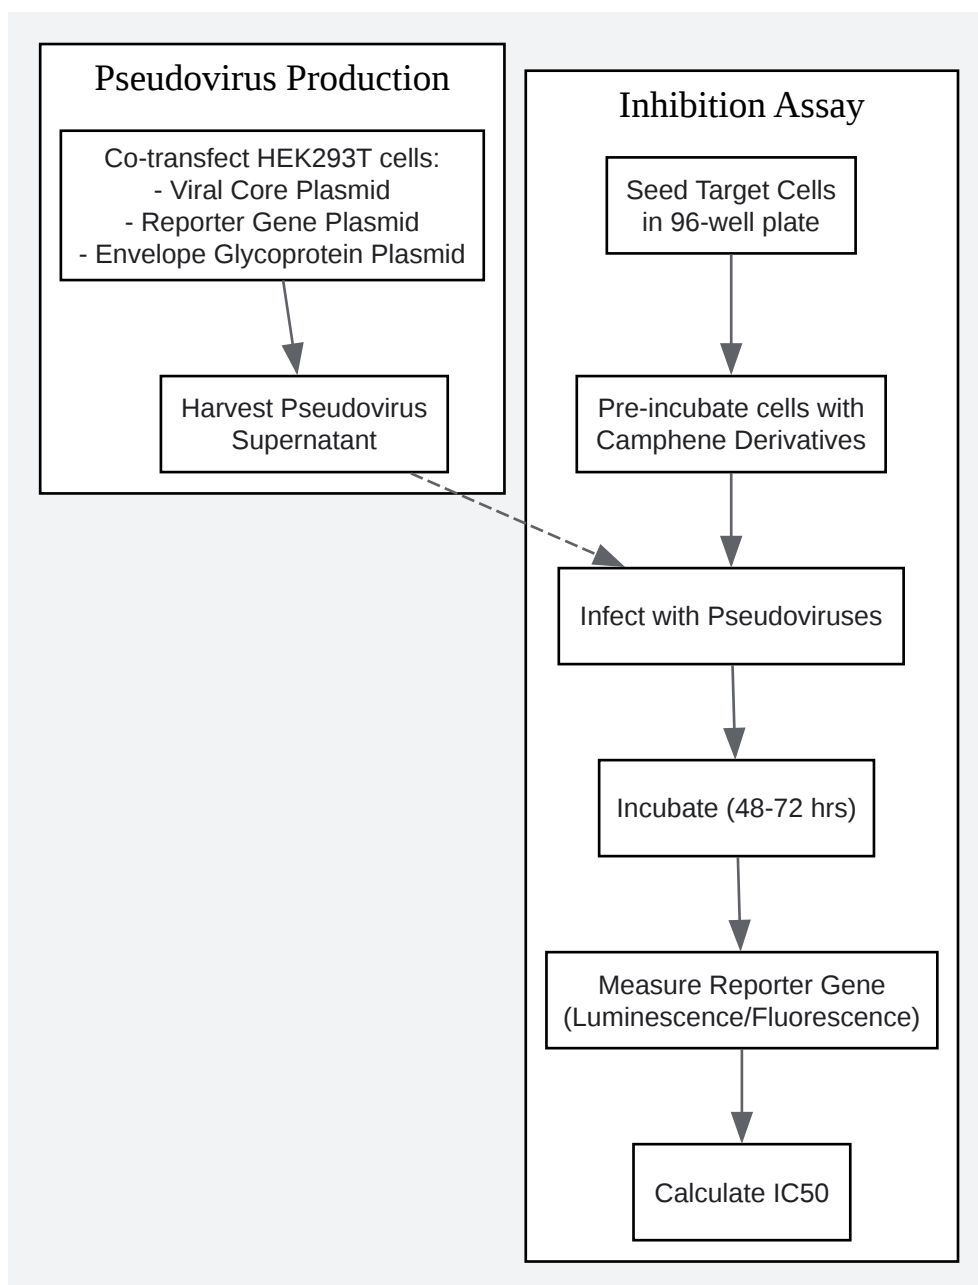 Pseudovirus Production
Co-transfect HEK293T cells:
- Viral Core Plasmid
- Reporter Gene Plasmid
- Envelope Glycoprotein Plasmid
Harvest Pseudovirus
Supernatant
Inhibition Assay
Seed Target Cells
in 96-well plate
Pre-incubate cells with
Camphene Derivatives
Infect with Pseudoviruses
Incubate (48-72 hrs)
Measure Reporter Gene
(Luminescence/Fluorescence)
Calculate IC50